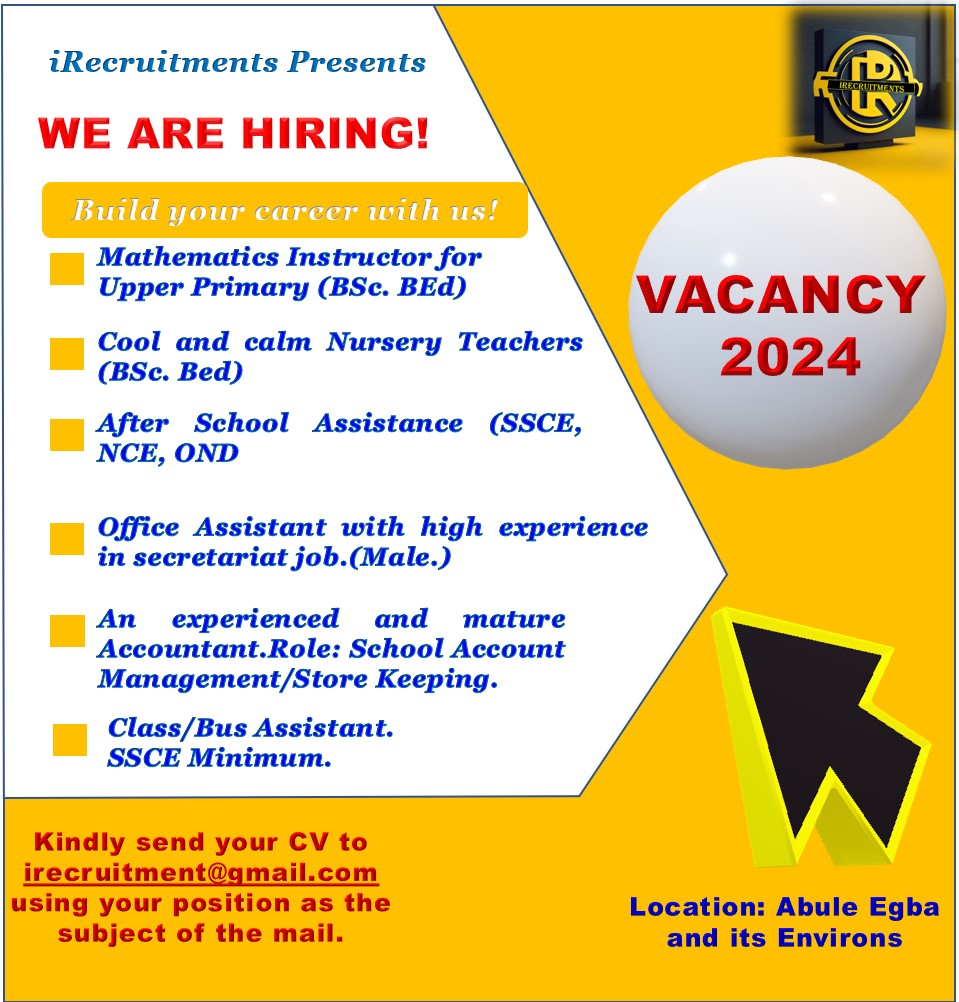 iRecruitments Presents
WE ARE HIRING!
Build your career with us!
Mathematics Instructor for
Upper Primary (BSc. BEd)
Cool and calm Nursery Teachers
(BSc. Bed)
After School Assistance (SSCE,
NCE, OND
Office Assistant with high experience
in secretariat job.(Male.)
An experienced and mature
Accountant.Role: School Account
Management/Store Keeping.
Class/Bus Assistant.
SSCE Minimum.
IR
IRECRUITMENTS
VACANCY
2024
Kindly send your CV to
irecruitment@gmail.com
using your position as the
subject of the mail.
Location: Abule Egba
and its Environs